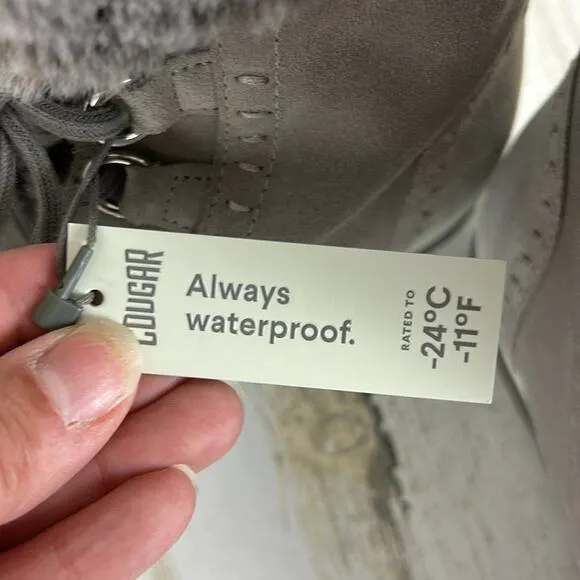 COUGAR
Always
waterproof.
RATED TO
-24°C
-11°F